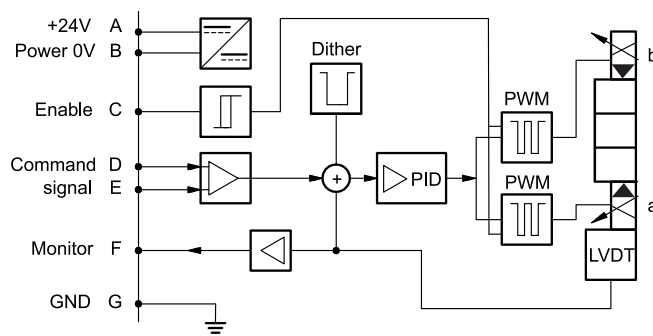 +24V A
Power 0V B
Dither
b
Enable C
PWM
Command D
signal E
PID
PWM
a
Monitor F
LVDT
GND G